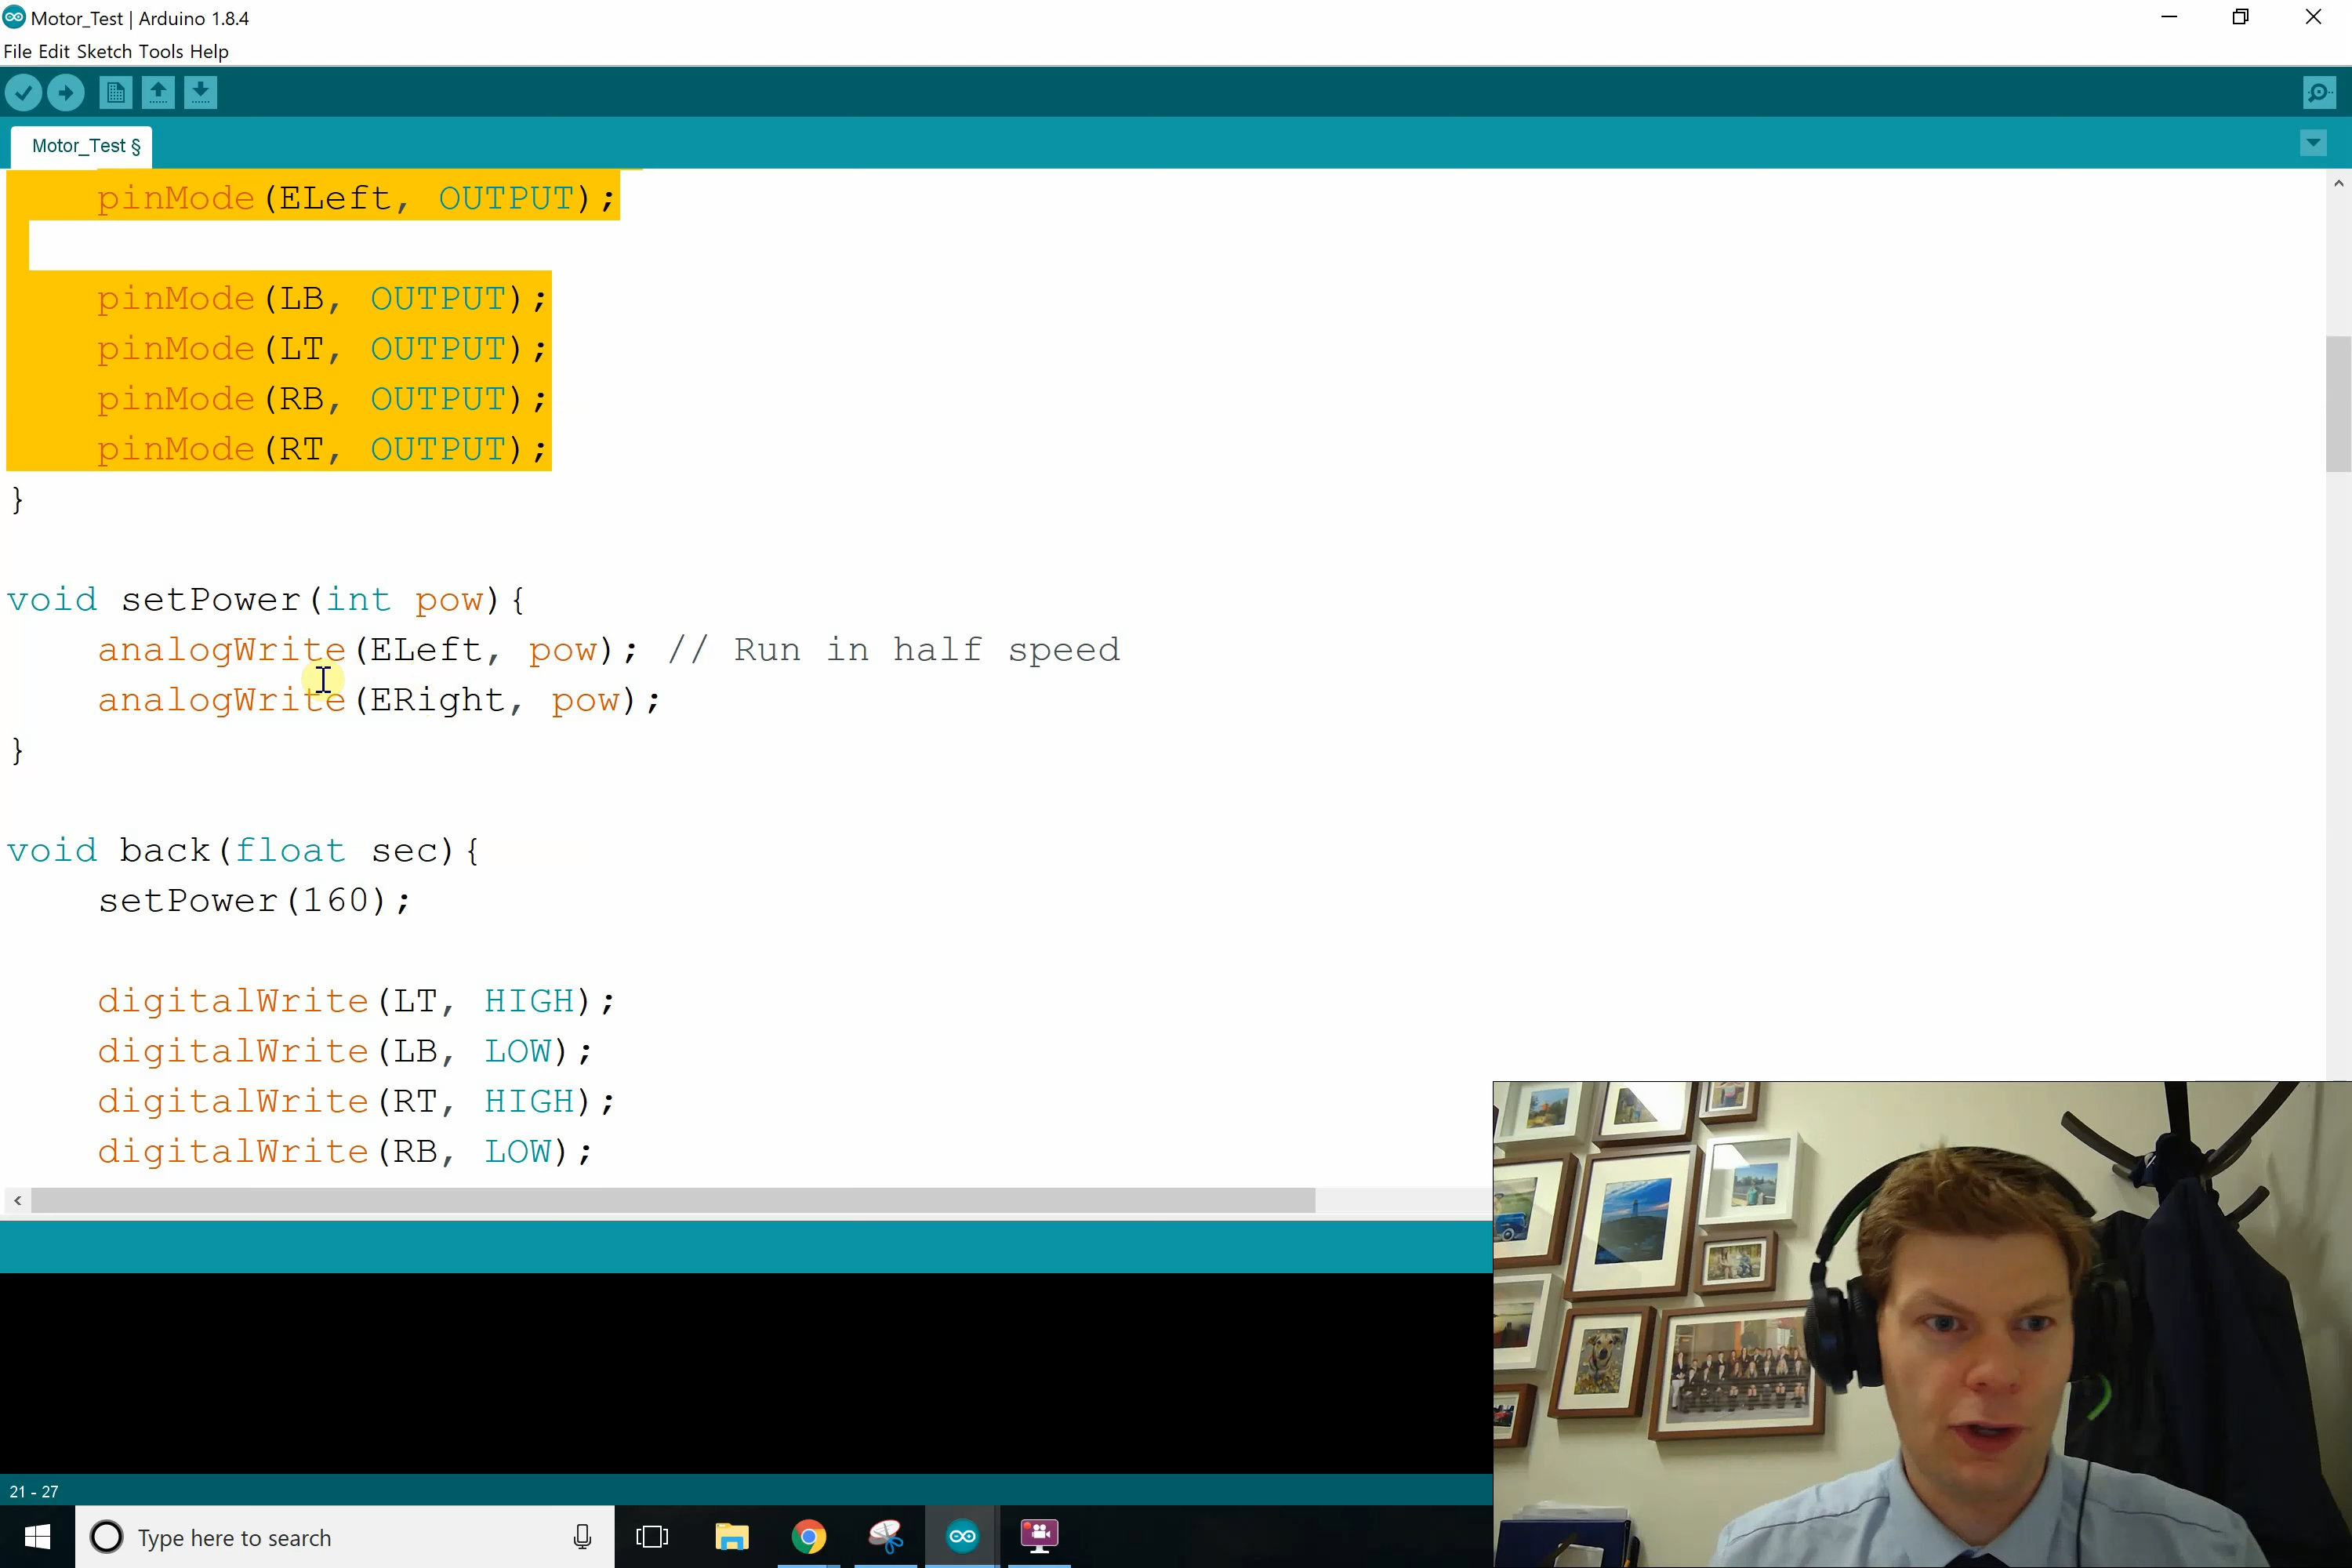 Motor_Test | Arduino 1.8.4
File Edit Sketch Tools Help
Motor_Test §
pinMode(ELeft, OUTPUT);
pinMode(LB, OUTPUT);
pinMode(LT, OUTPUT);
pinMode(RB, OUTPUT);
pinMode(RT, OUTPUT);
}
void setPower(int pow){
analogWrite(ELeft, pow); // Run in half speed
analogWrite(ERight, pow);
}
void back(float sec){
setPower(160);
digitalWrite(LT, HIGH);
digitalWrite(LB, LOW);
digitalWrite(RT, HIGH);
digitalWrite(RB, LOW);
21 - 27
Type here to search